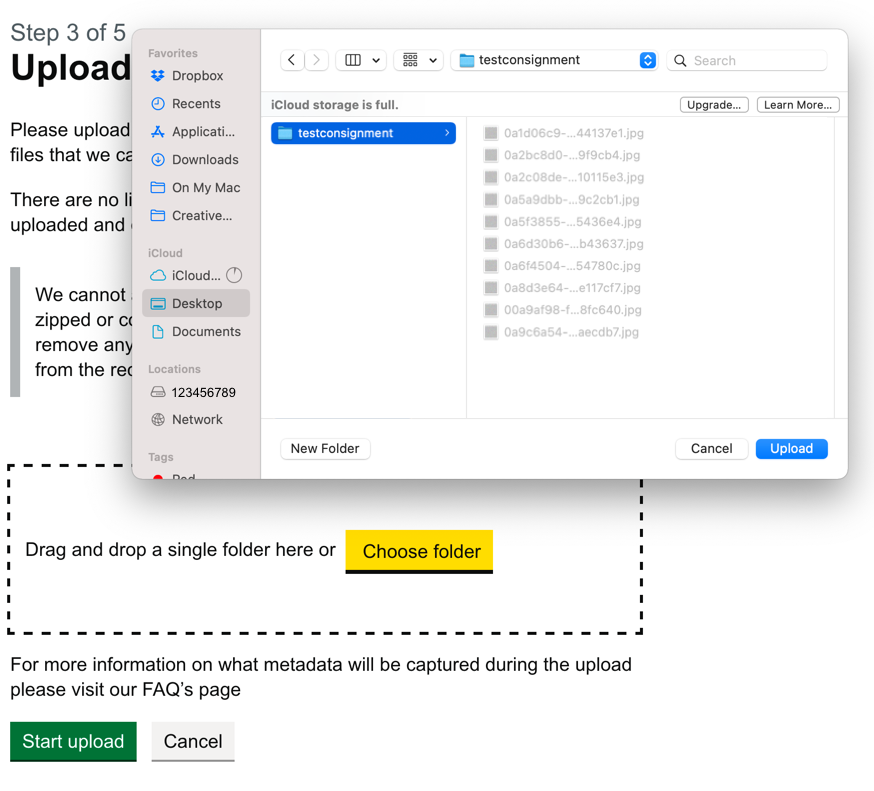 Step 3 of 5
Upload
Please upload
files that we ca
There are no li
uploaded and
We cannot
zipped or co
remove any
from the rec
Favorites
Dropbox
Recents
Applicati...
Downloads
On My Mac
Creative...
iCloud
iCloud...
Desktop
Documents
Locations
123456789
Network
Tags
Red
testconsignment
Search
iCloud storage is full.
Upgrade...
Learn More...
testconsignment
0a1d06c9-...44137e1.jpg
0a2bc8d0-...9f9cb4.jpg
0a2c08de-...10115e3.jpg
0a5a9dbb-...9c2cb1.jpg
0a5f3855-...5436e4.jpg
0a6d30b6-...b43637.jpg
0a6f4504-...54780c.jpg
0a8d3e64-...e117cf7.jpg
00a9af98-f...8fc640.jpg
0a9c6a54-...aecdb7.jpg
New Folder
Cancel
Upload
Drag and drop a single folder here or
Choose folder
For more information on what metadata will be captured during the upload
please visit our FAQ's page
Start upload
Cancel